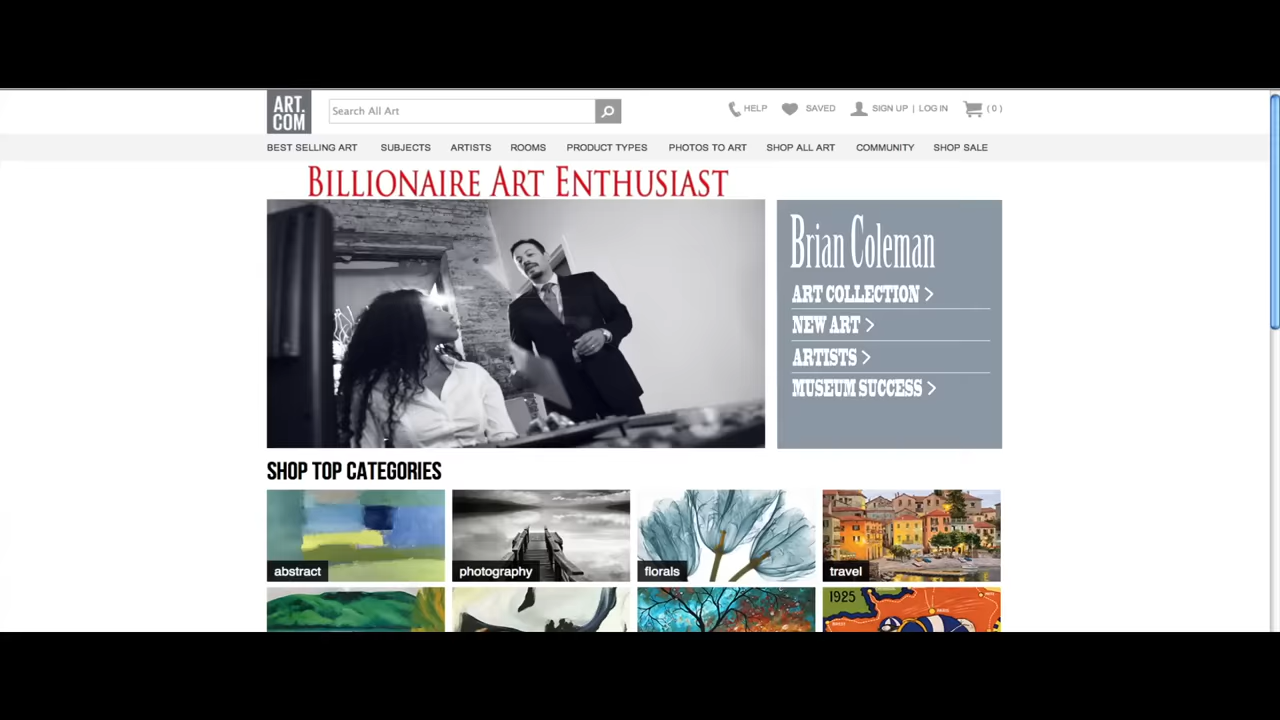 ART.
COM
Search All Art
HELP
SAVED
SIGN UP | LOG IN
( 0 )
BEST SELLING ART
SUBJECTS
ARTISTS
ROOMS
PRODUCT TYPES
PHOTOS TO ART
SHOP ALL ART
COMMUNITY
SHOP SALE
BILLIONAIRE ART ENTHUSIAST
Brian Coleman
ART COLLECTION >
NEW ART >
ARTISTS >
MUSEUM SUCCESS >
SHOP TOP CATEGORIES
abstract
photography
florals
travel
1925